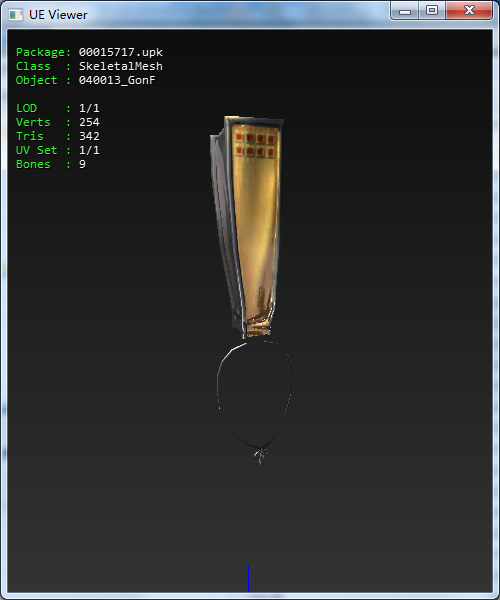 UE Viewer
Package: 00015717.upk
Class  : SkeletalMesh
Object : 040013_GonF
LOD    : 1/1
Verts  : 254
Tris   : 342
UV Set : 1/1
Bones  : 9